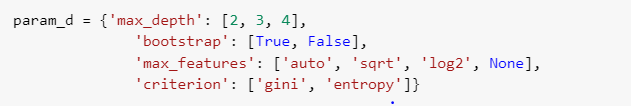 param_d = {'max_depth': [2, 3, 4],
'bootstrap': [True, False],
'max_features': ['auto', 'sqrt', 'log2', None],
'criterion': ['gini', 'entropy']}